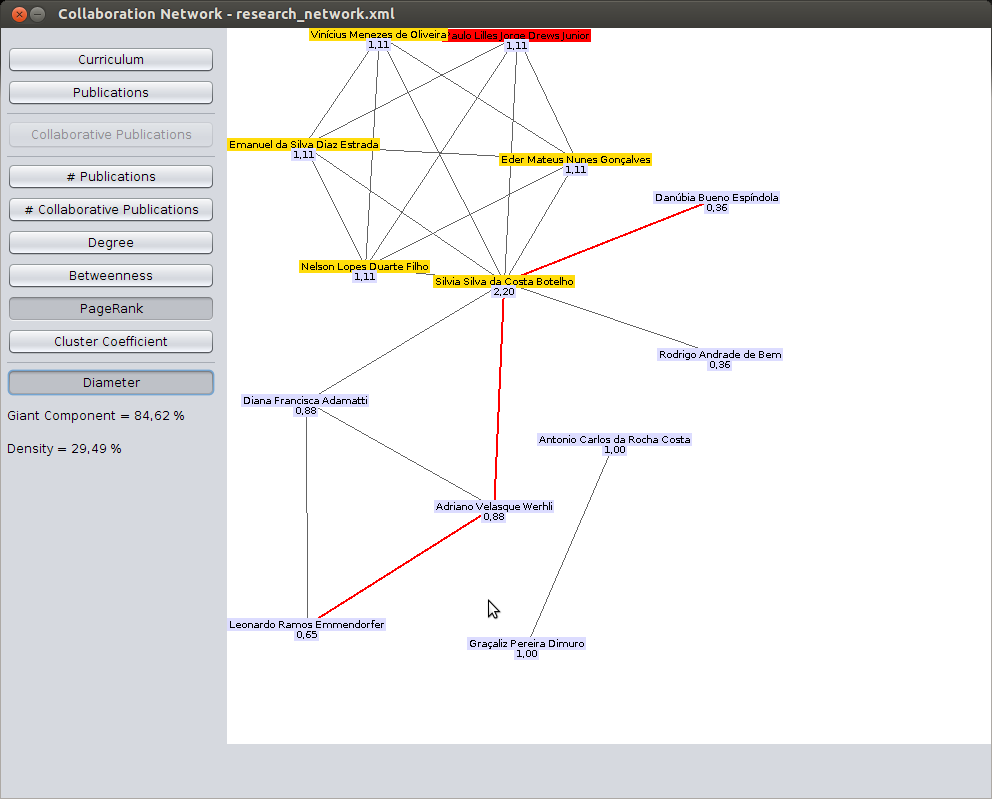 Collaboration Network - research_network.xml
Curriculum
Publications
Collaborative Publications
# Publications
# Collaborative Publications
Degree
Betweenness
PageRank
Cluster Coefficient
Diameter
Giant Component = 84,62 %
Density = 29,49 %
Vinícius Menezes de Oliveira
1,11
aulo Lilles Jorge Drews Junior
1,11
Emanuel da Silva Diaz Estrada
1,11
Eder Mateus Nunes Gonçalves
1,11
Danúbia Bueno Espíndola
0,36
Nelson Lopes Duarte Filho
1,11
Silvia Silva da Costa Botelho
2,20
Rodrigo Andrade de Bem
0,36
Diana Francisca Adamatti
0,88
Antonio Carlos da Rocha Costa
1,00
Adriano Velasque Werhli
0,88
Leonardo Ramos Emmendorfer
0,65
Graçaliz Pereira Dimuro
1,00